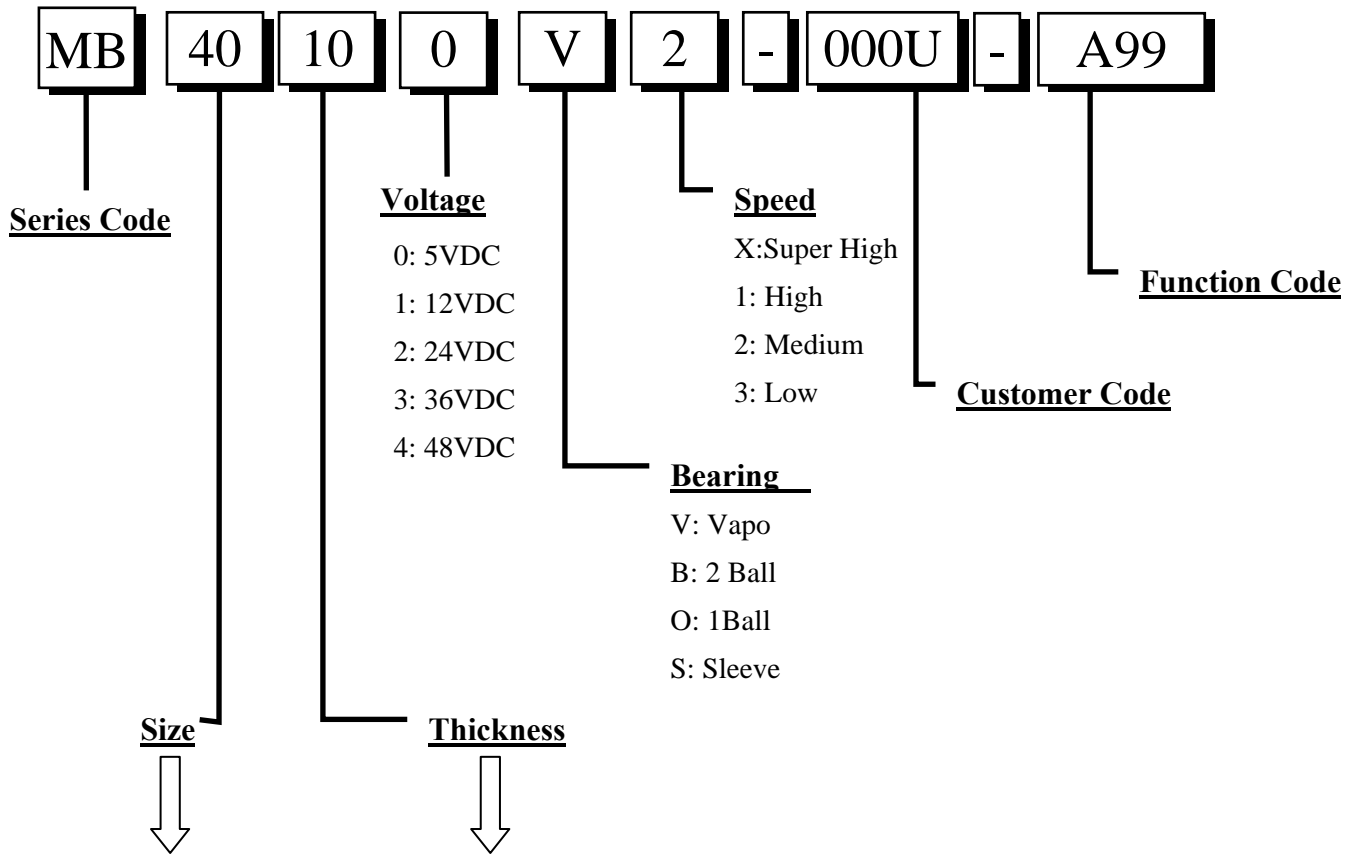 MB 40 10 0 V 2 - 000U - A99
Series Code
Voltage
0: 5VDC
1: 12VDC
2: 24VDC
3: 36VDC
4: 48VDC
Speed
X:Super High
1: High
2: Medium
3: Low
Function Code
Customer Code
Bearing
V: Vapo
B: 2 Ball
O: 1Ball
S: Sleeve
Size
Thickness